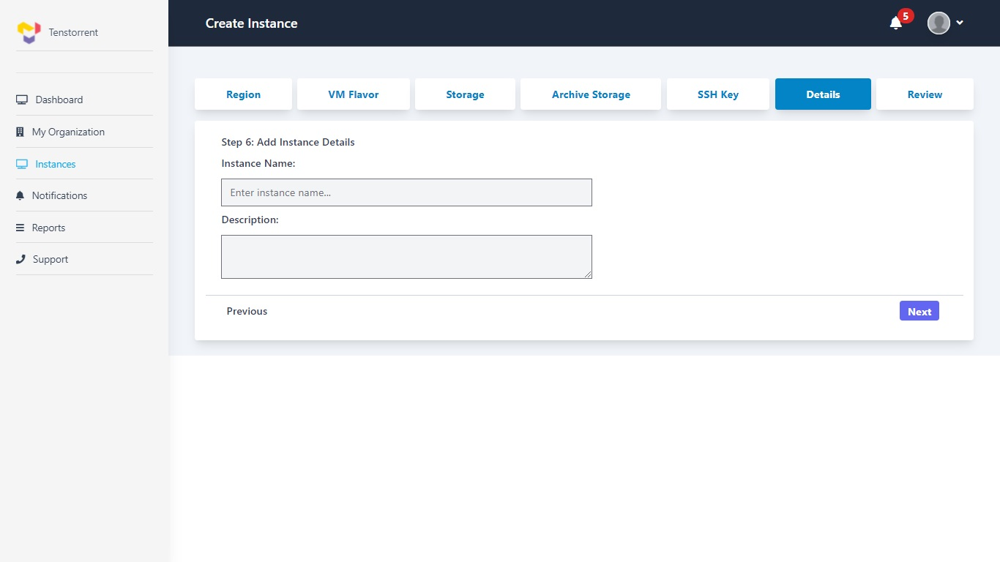 Tenstorrent
Create Instance
5
Dashboard
My Organization
Instances
Notifications
Reports
Support
Region
VM Flavor
Storage
Archive Storage
SSH Key
Details
Review
Step 6: Add Instance Details
Instance Name:
Enter instance name...
Description:
Previous
Next